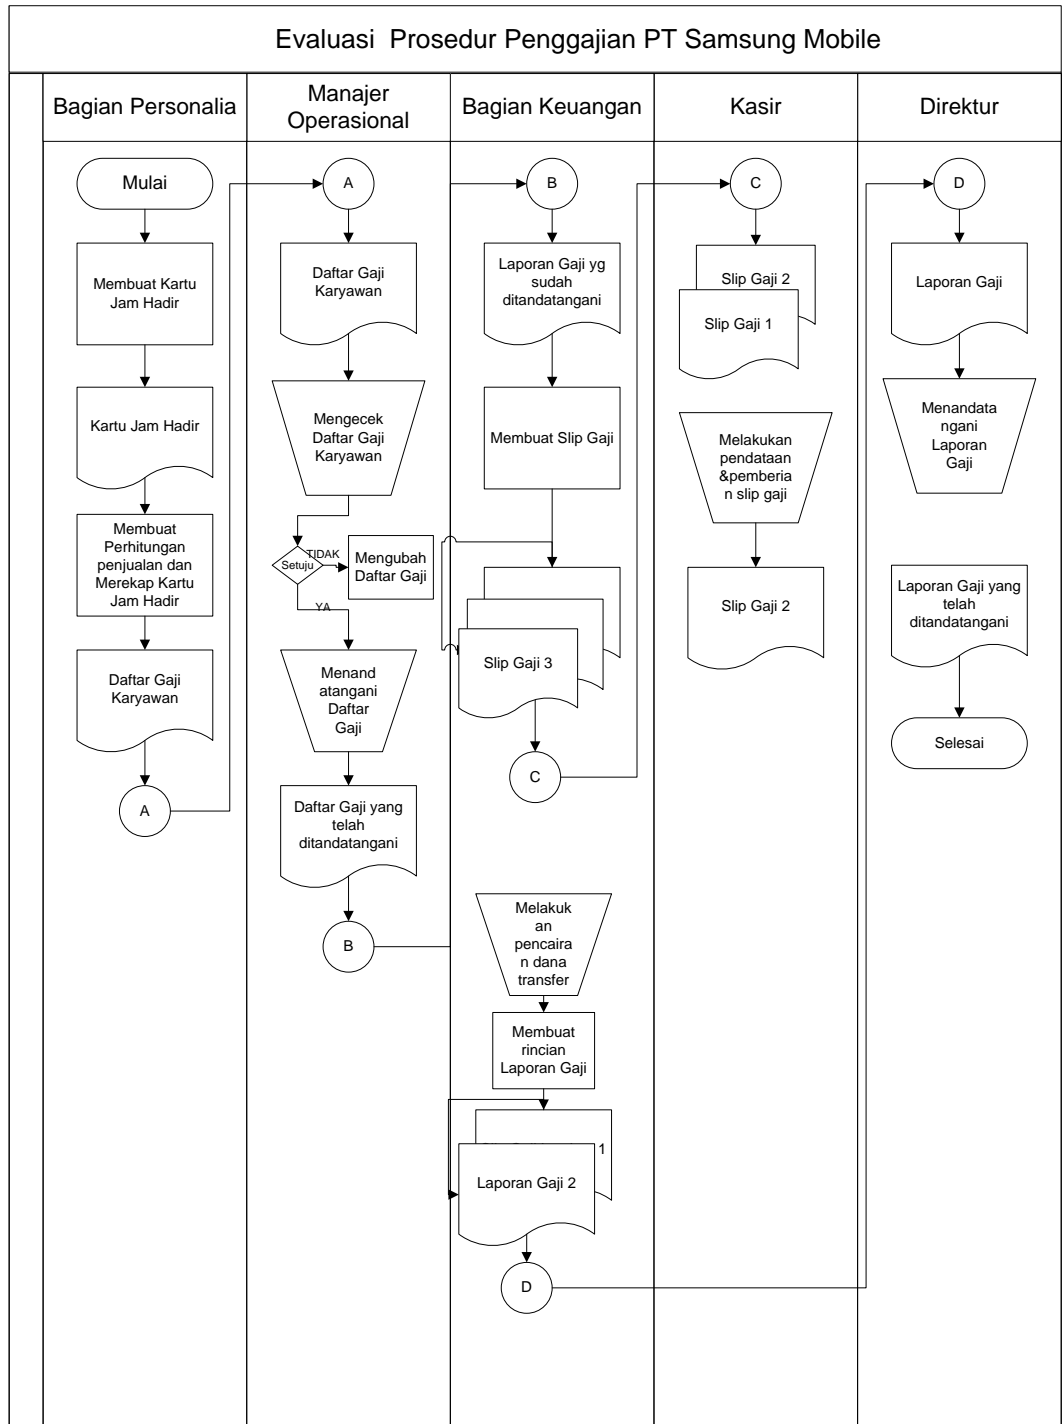 Evaluasi Prosedur Penggajian PT Samsung Mobile
Bagian Personalia
Manajer
Operasional
Bagian Keuangan
Kasir
Direktur
Mulai
Membuat Kartu
Jam Hadir
Kartu Jam Hadir
Membuat
Perhitungan
penjualan dan
Merekap Kartu
Jam Hadir
Daftar Gaji
Karyawan
A
A
Daftar Gaji
Karyawan
Mengecek
Daftar Gaji
Karyawan
Setuju
TIDAK
Mengubah
Daftar Gaji
YA
Menand
atangani
Daftar
Gaji
Daftar Gaji yang
telah
ditandatangani
B
B
Laporan Gaji yg
sudah
ditandatangani
Membuat Slip Gaji
Slip Gaji 3
C
Melakuk
an
pencaira
n dana
transfer
Membuat
rincian
Laporan Gaji
1
Laporan Gaji 2
D
C
Slip Gaji 2
Slip Gaji 1
Melakukan
pendataan
&pemberia
n slip gaji
Slip Gaji 2
D
Laporan Gaji
Menandata
ngani
Laporan
Gaji
Laporan Gaji yang
telah
ditandatangani
Selesai